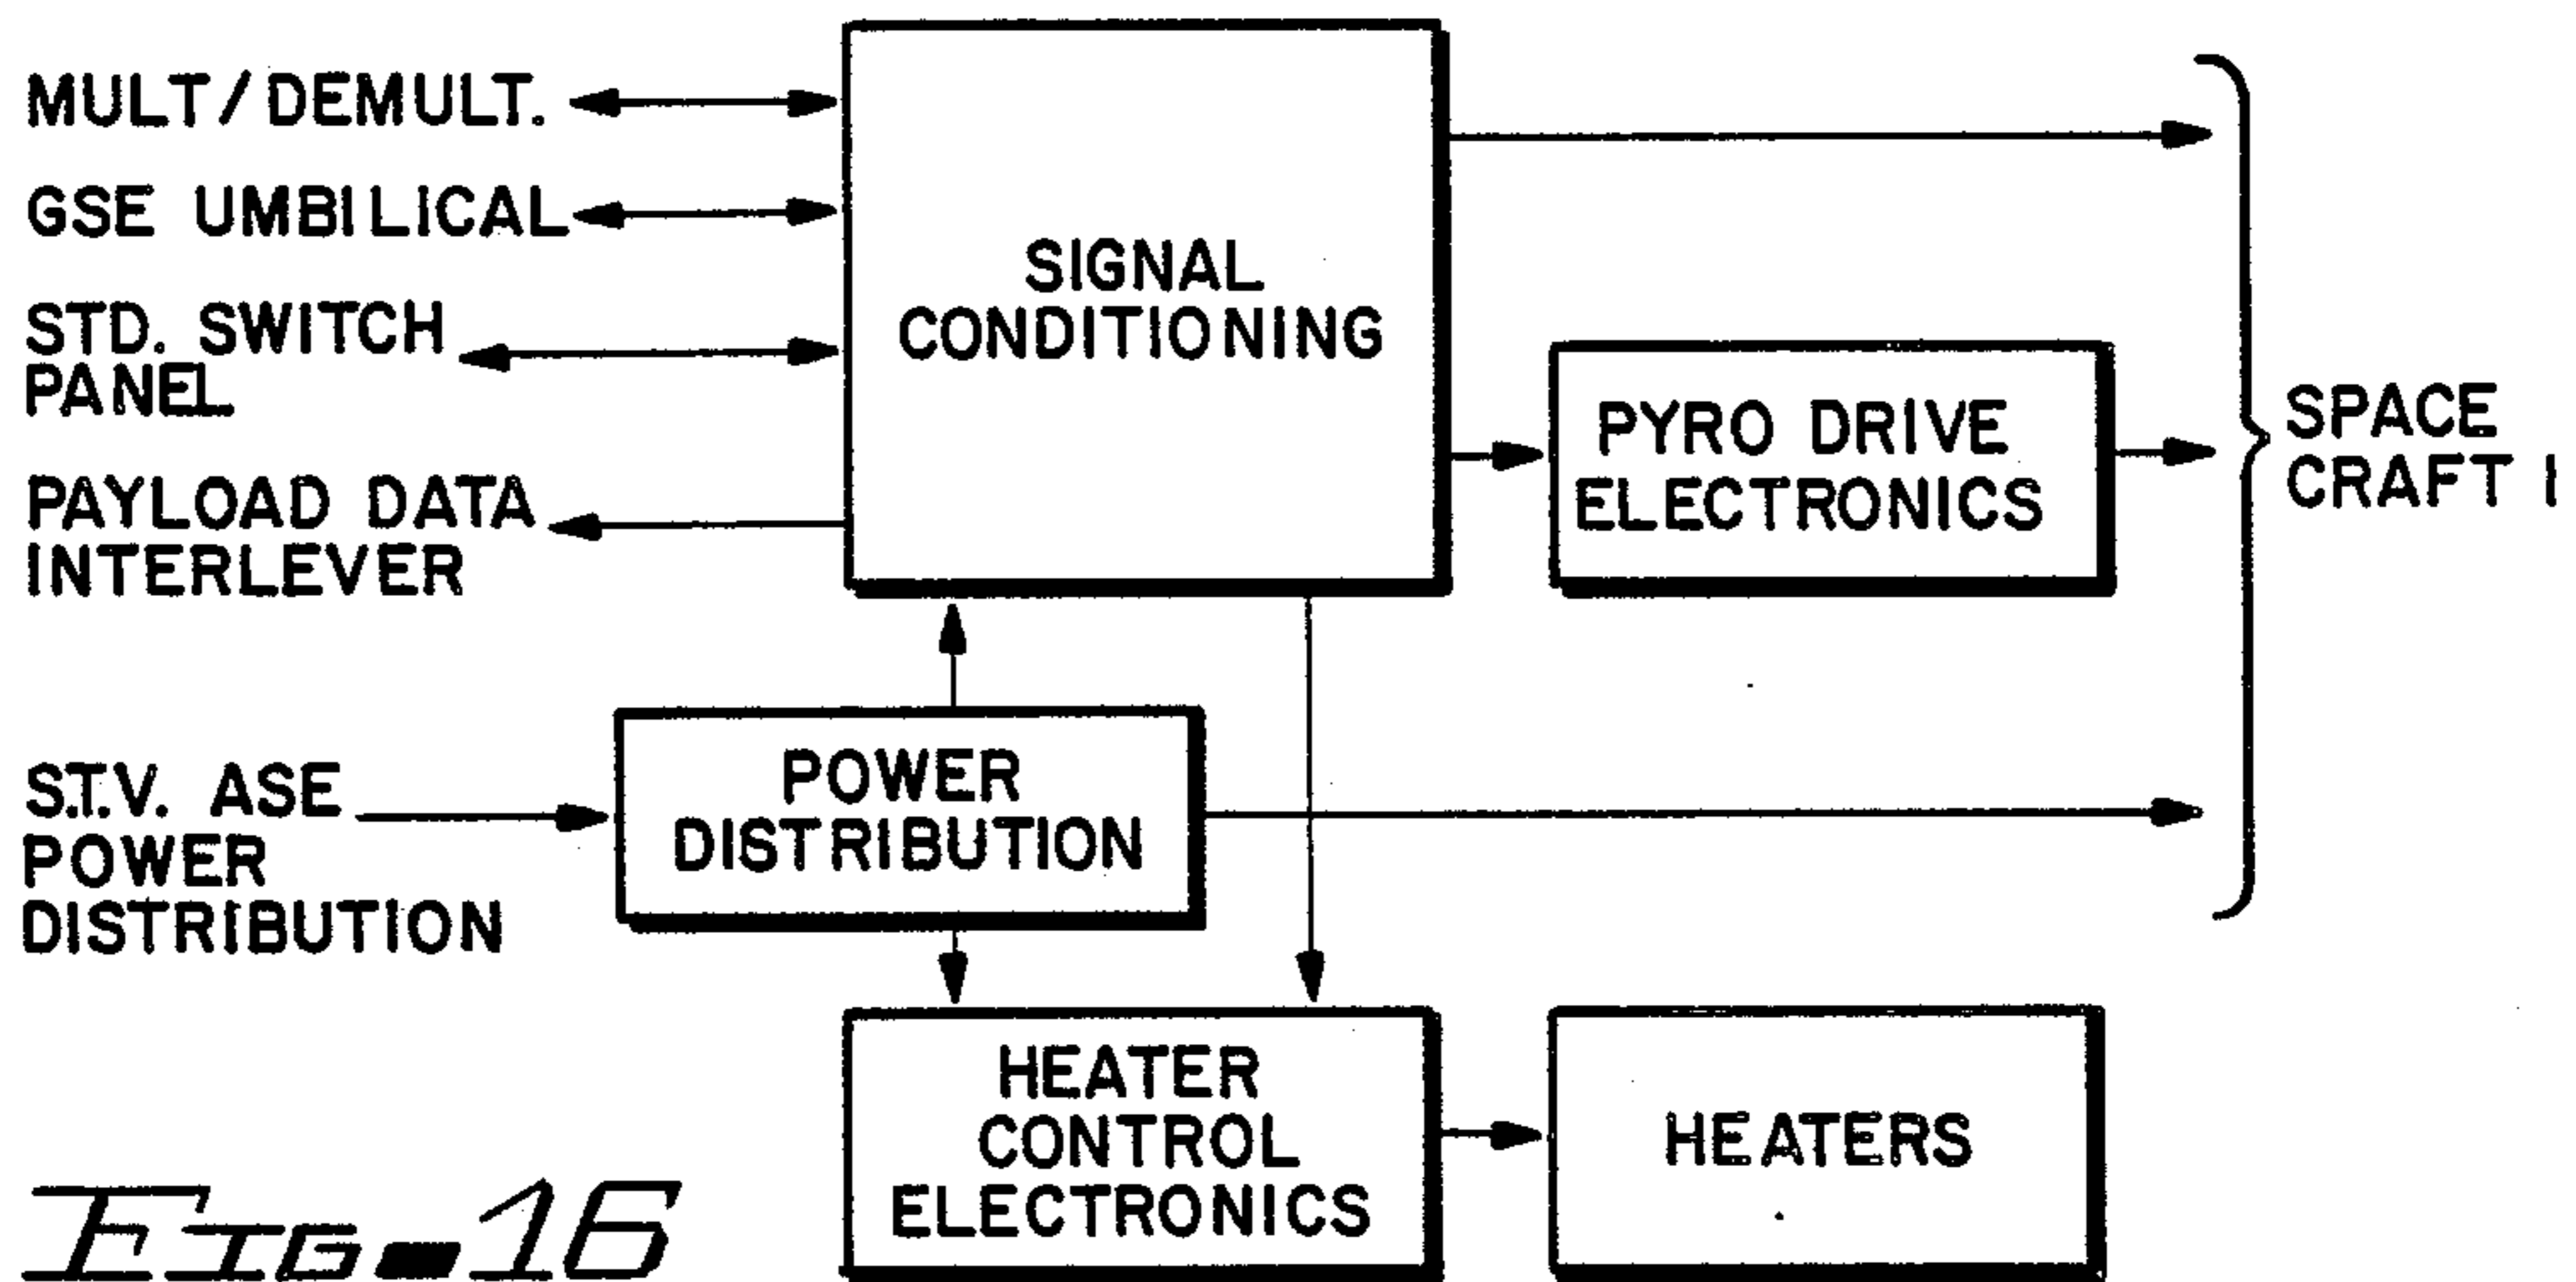 MULT/DEMULT.
GSE UMBILICAL
STD. SWITCH
PANEL
PAYLOAD DATA
INTERLEVER
SIGNAL
CONDITIONING
PYRO DRIVE
ELECTRONICS
SPACE
CRAFT I
S.T.V. ASE
POWER
DISTRIBUTION
POWER
DISTRIBUTION
HEATER
CONTROL
ELECTRONICS
HEATERS
FIG-16